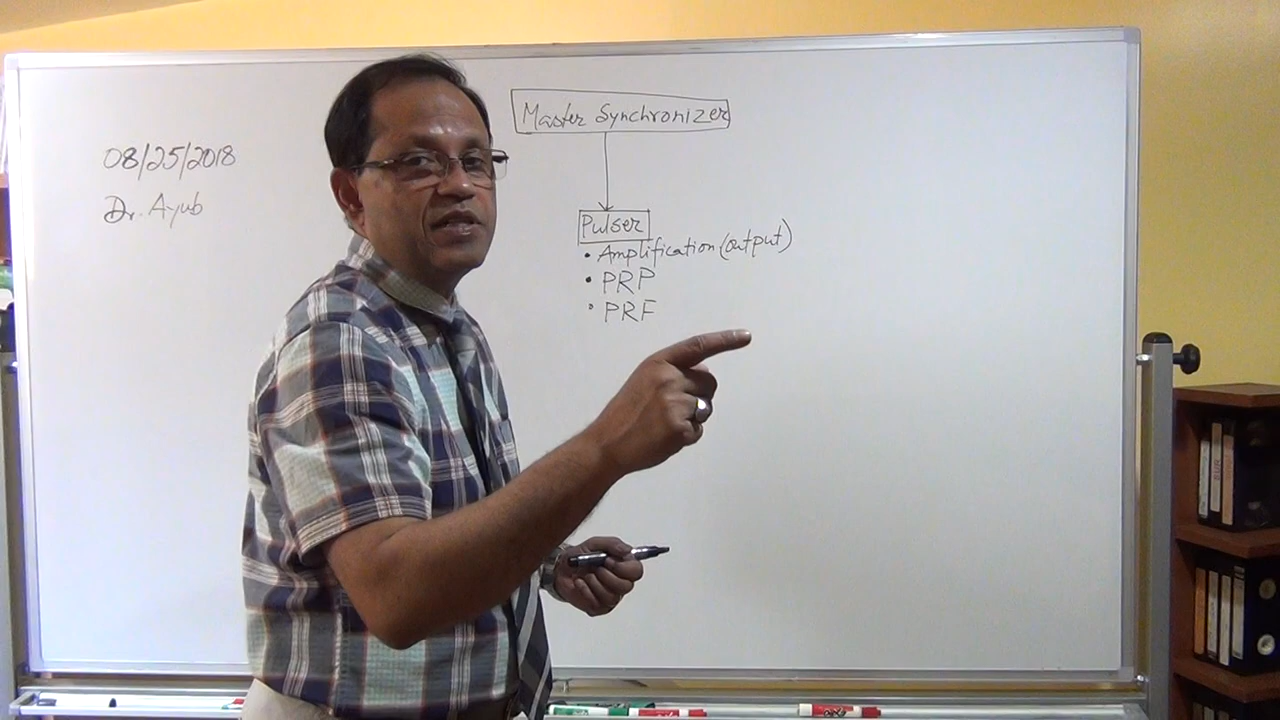 08/25/2018
Dr. Ayub
Master Synchronizer
Pulser
• Amplification (output)
• PRP
• PRF